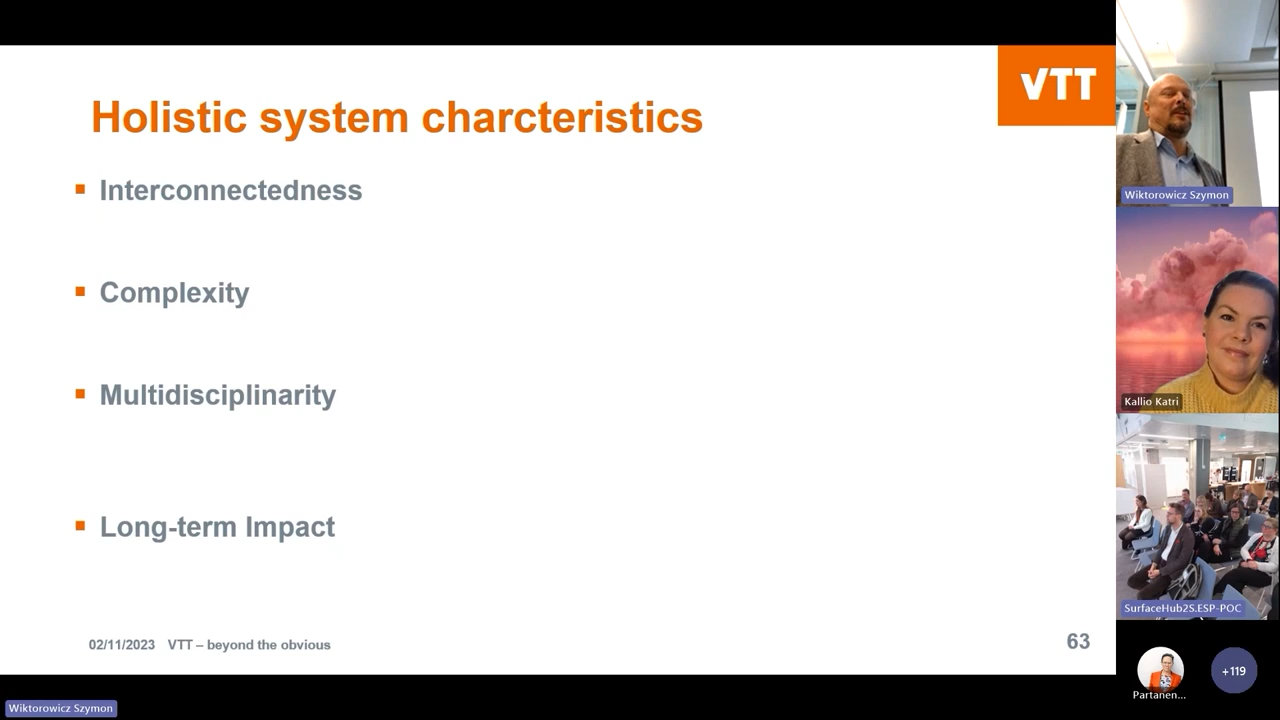 VTT
Holistic system charcteristics
Interconnectedness
Complexity
Multidisciplinarity
Long-term Impact
02/11/2023 VTT – beyond the obvious
63
Wiktorowicz Szymon
Kallio Katri
SurfaceHub2S.ESP-POC
Partanen...
+119
Wiktorowicz Szymon